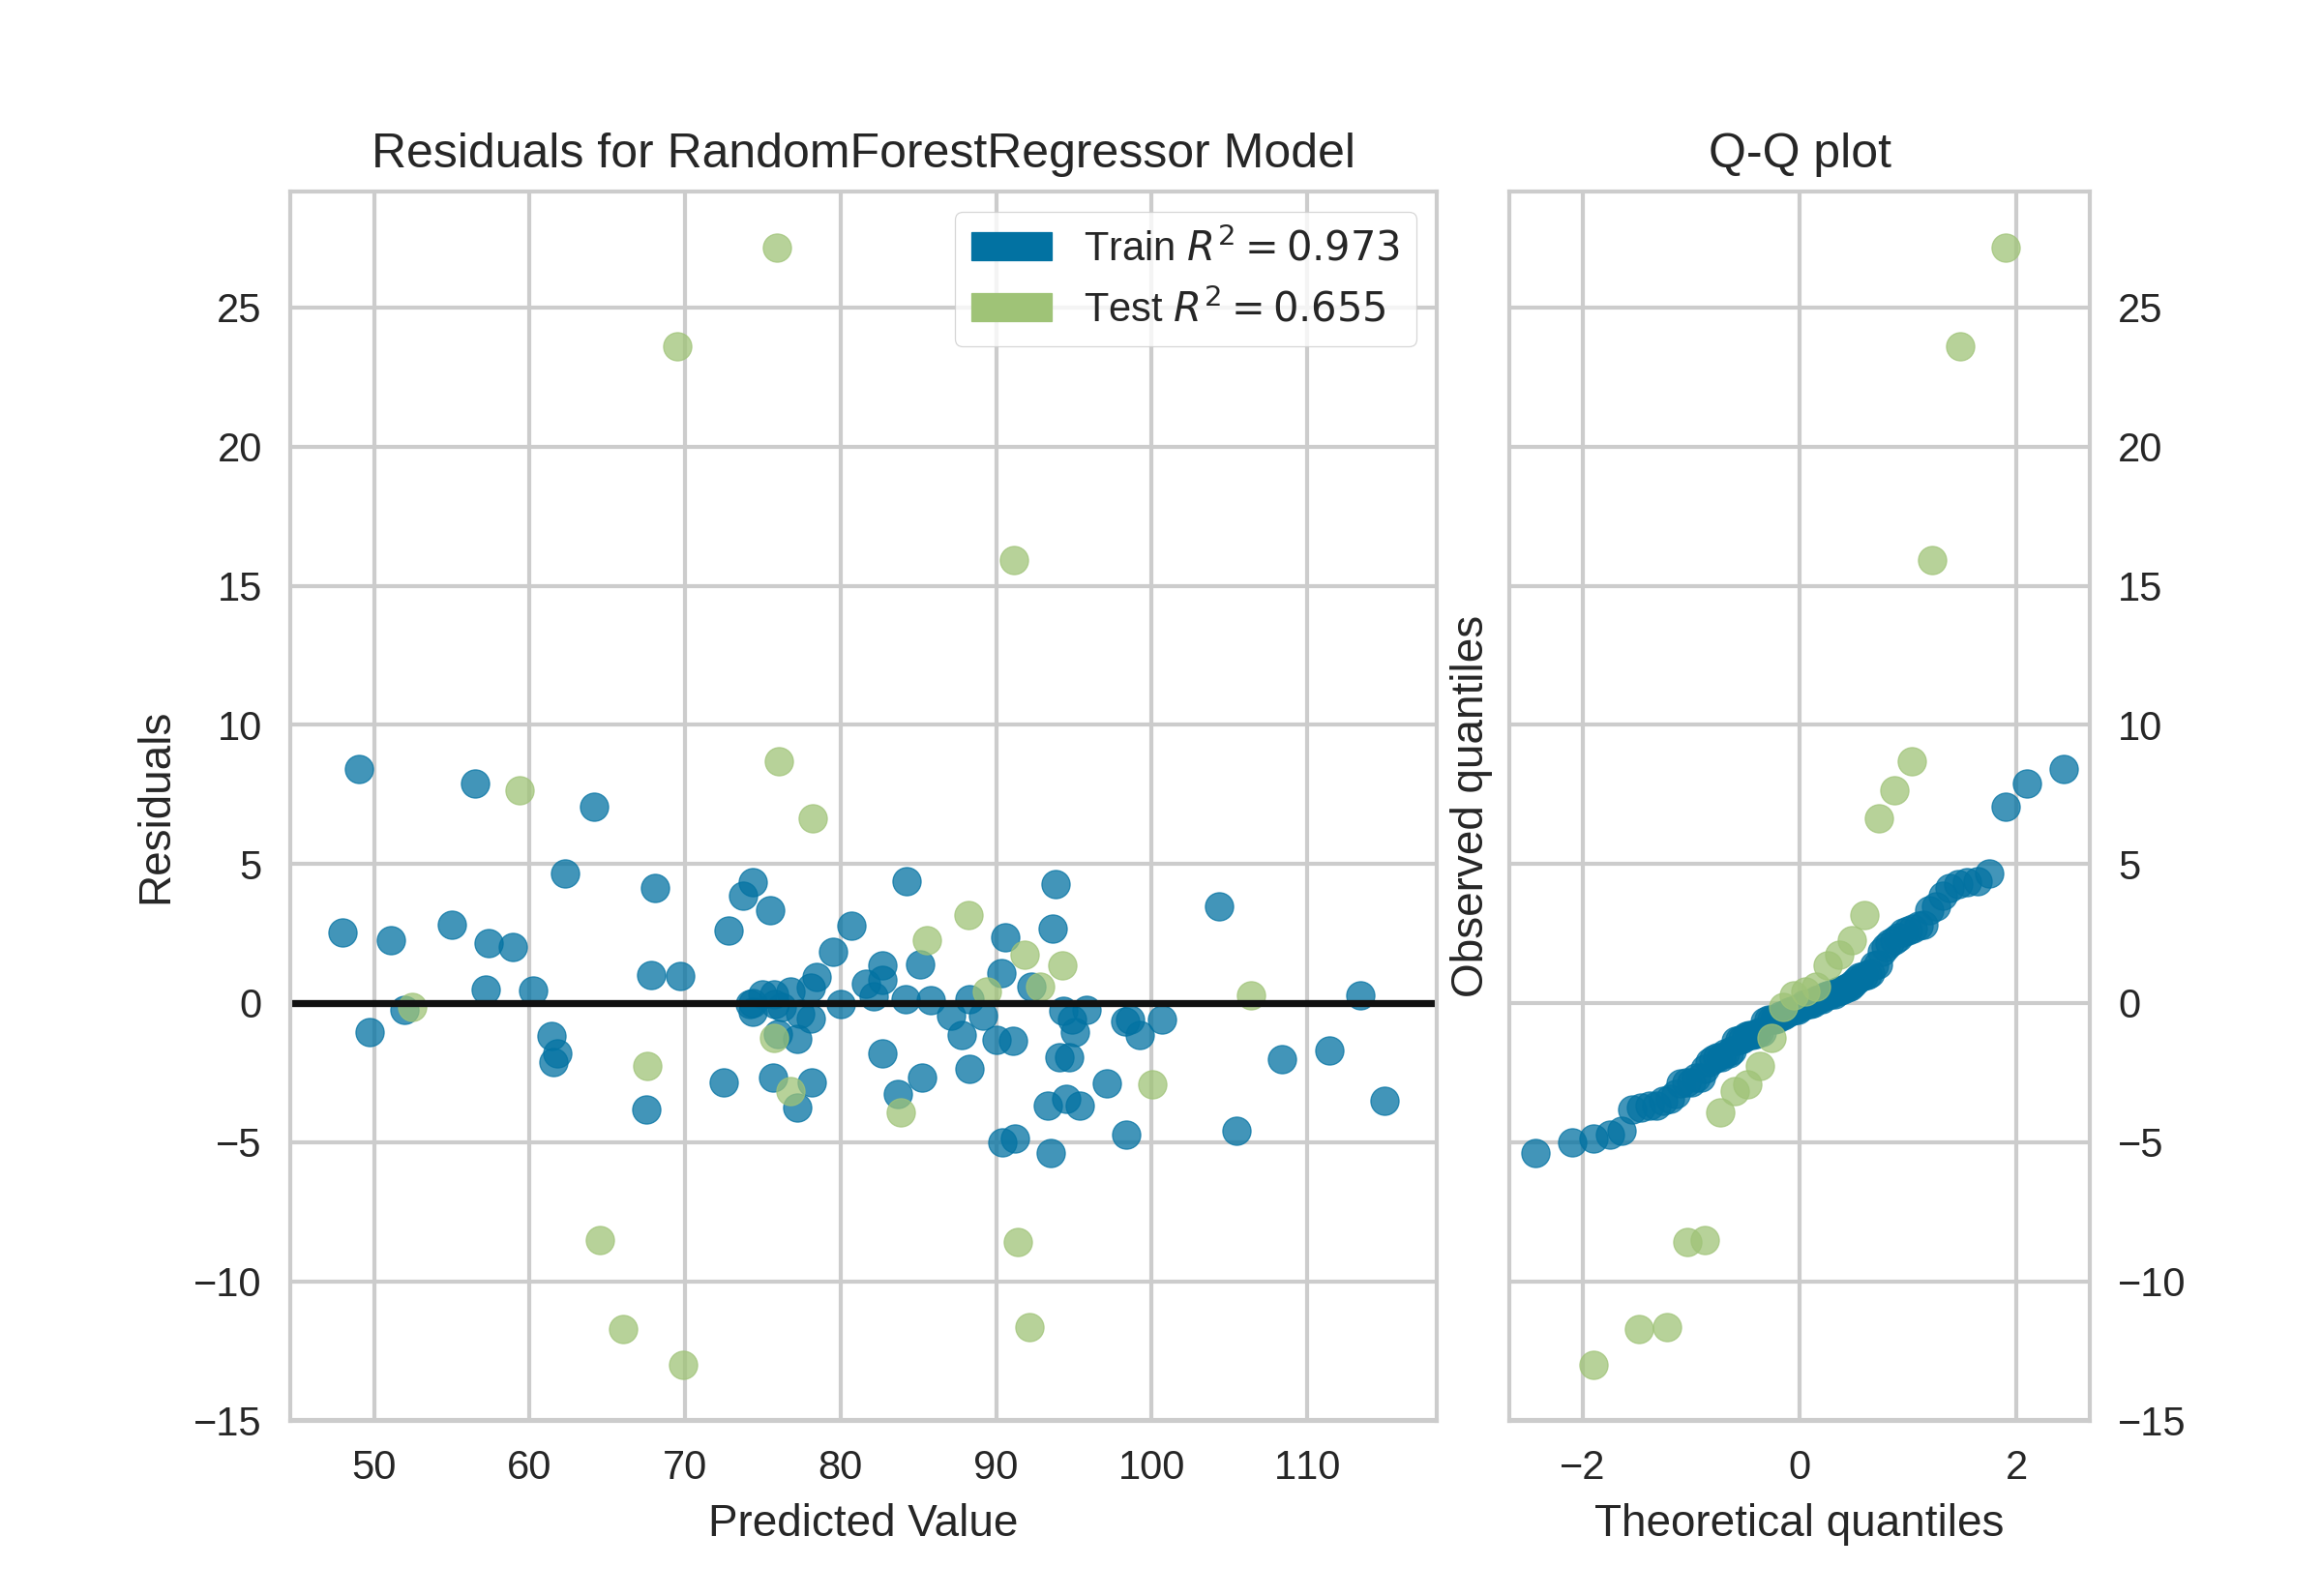 Residuals for RandomForestRegressor Model
Q-Q plot
Train R² = 0.973
Test R² = 0.655
Residuals
25
20
15
10
5
0
−5
−10
−15
50 60 70 80 90 100 110
Predicted Value
Observed quantiles
25
20
15
10
5
0
−5
−10
−15
−2 0 2
Theoretical quantiles